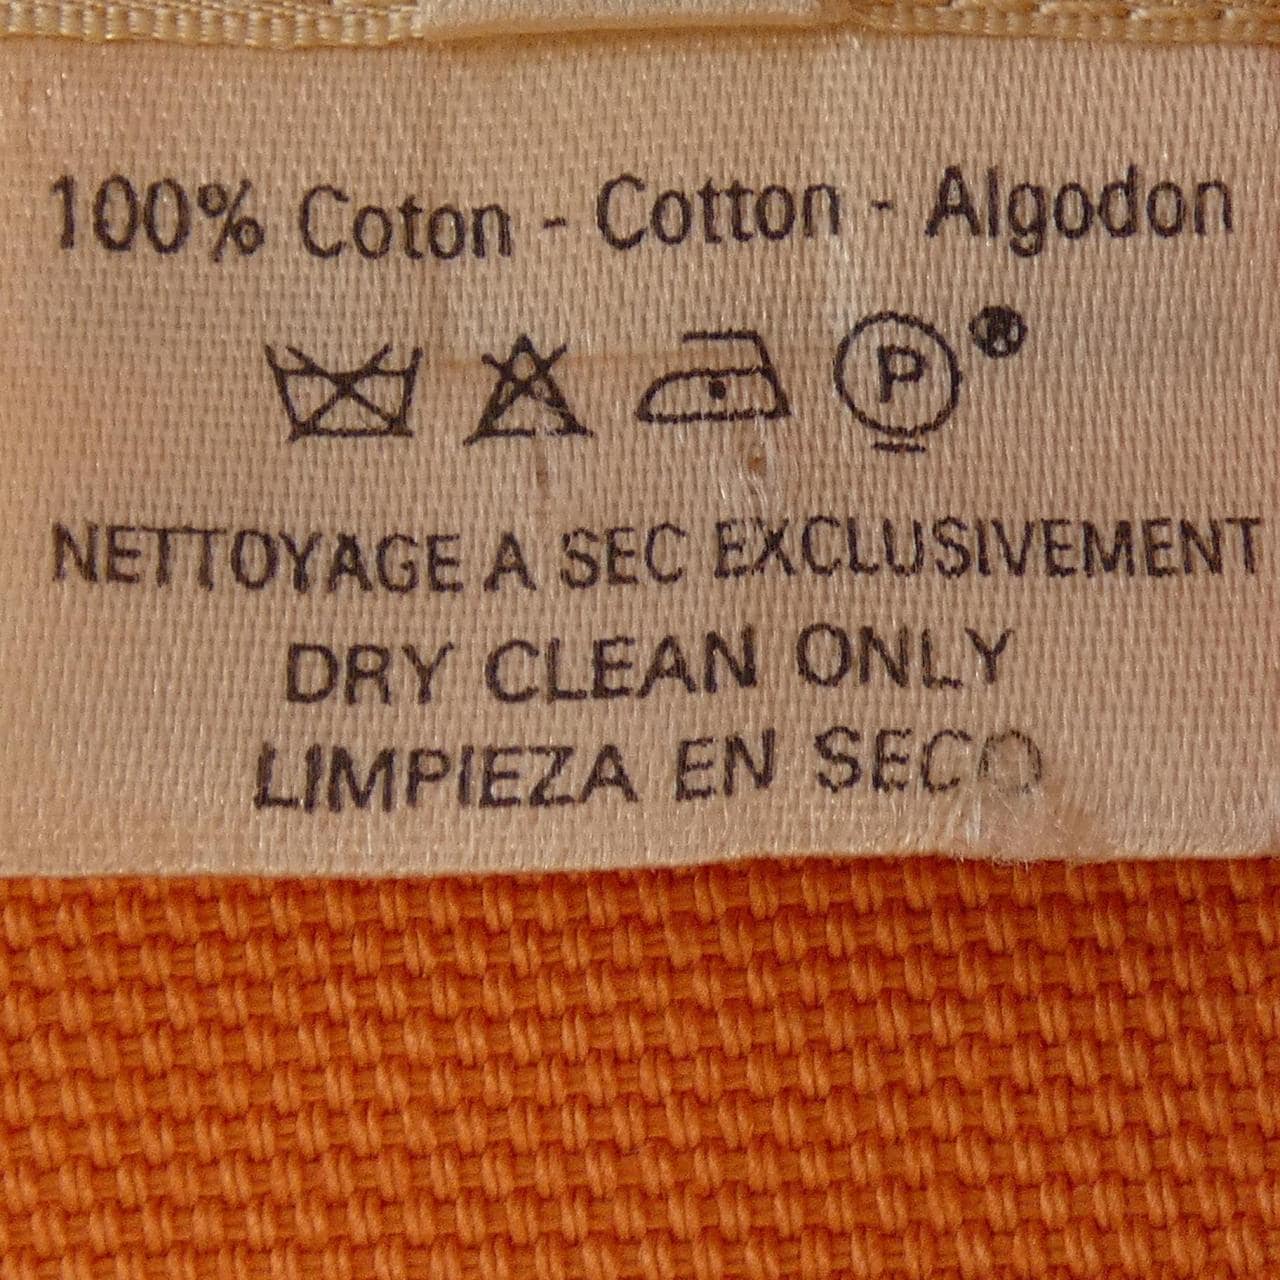 100% Coton - Cotton - Algodon
P ®
NETTOYAGE A SEC EXCLUSIVEMENT
DRY CLEAN ONLY
LIMPIEZA EN SECO